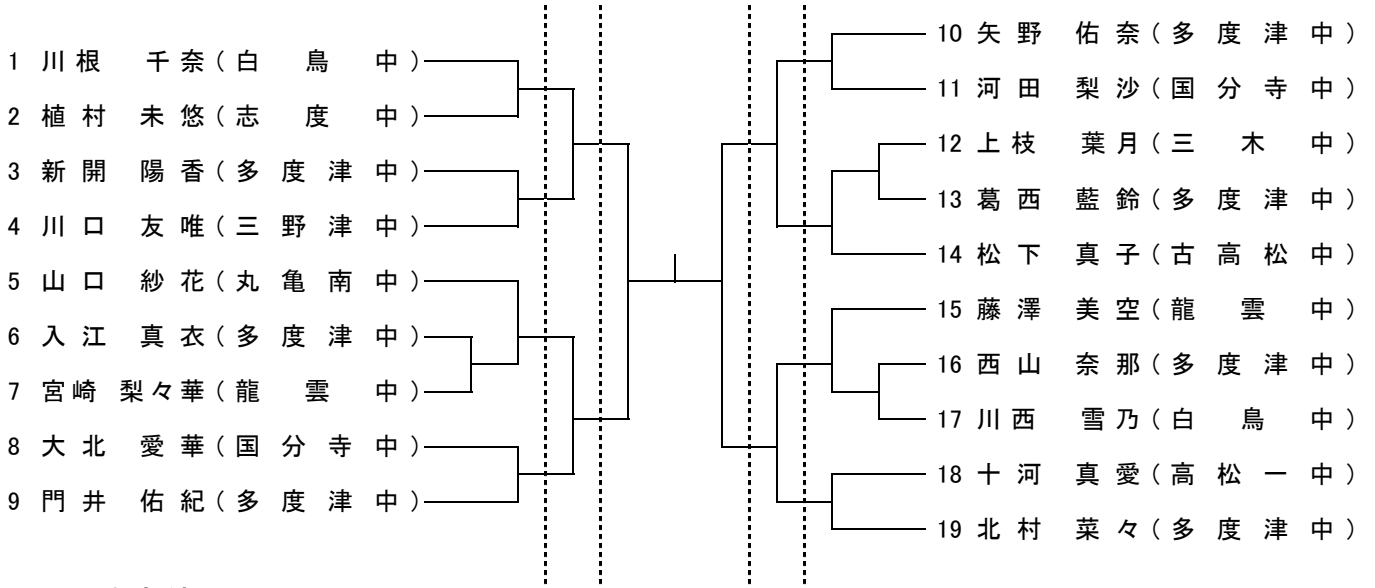 1 川根 千奈(白鳥中)
2 植村 未悠(志度中)
3 新開 陽香(多度津中)
4 川口 友唯(三野津中)
5 山口 紗花(丸亀南中)
6 入江 真衣(多度津中)
7 宮崎 梨々華(龍雲中)
8 大北 愛華(国分寺中)
9 門井 佑紀(多度津中)
10 矢野 佑奈(多度津中)
11 河田 梨沙(国分寺中)
12 上枝 葉月(三木中)
13 葛西 藍鈴(多度津中)
14 松下 真子(古高松中)
15 藤澤 美空(龍雲中)
16 西山 奈那(多度津中)
17 川西 雪乃(白鳥中)
18 十河 真愛(高松一中)
19 北村 菜々(多度津中)